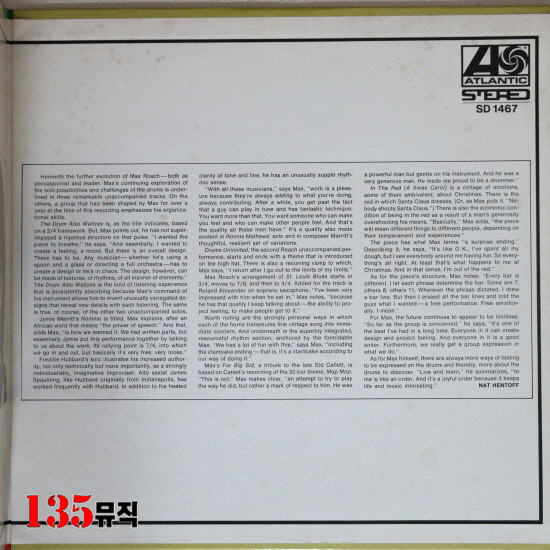 ATLANTIC
STEREO
SD 1467
Herewith the further evolution of Max Roach—both as
percussionist and leader. Max's continuing exploration of
the solo possibilities and challenges of the drums is under-
lined in three remarkable unaccompanied tracks. On the
others, a group that had been shaped by Max for over a
year at the time of this recording emphasizes his organiza-
tional skills.
The Drum Also Waltzes is, as the title indicates, based
on a 3/4 framework. But, Max points out, he has not super-
imposed a rigorous structure on that pulse. "I wanted the
piece to breathe," he says. "And essentially, I wanted to
create a feeling, a mood. But there is an overall design.
There has to be. Any musician—whether he's using a
spoon and a glass or directing a full orchestra—has to
create a design or he's in chaos. The design, however, can
be made of textures, of rhythms, of all manner of elements."
The Drum Also Waltzes is the kind of listening experience
that is persistently absorbing because Max's command of
his instrument allows him to invent unusually variegated de-
signs that reveal new details with each listening. The same
is true, of course, of the other two unaccompanied solos.
Jymie Merritt's Nommo is titled, Max explains, after an
African word that means "the power of speech." And that,
adds Max, "is how we learned it. We had written parts, but
essentially Jymie put the performance together by talking
to us about the work. Its rallying point is 7/4, into which
we go in and out, but basically it's very free, very loose."
Freddie Hubbard's solo illustrates his increased author-
ity, not only technically but more importantly, as a strongly
individualistic, imaginative improviser. Alto saxist James
Spaulding, like Hubbard originally from Indianapolis, has
worked frequently with Hubbard. In addition to his heated
clarity of tone and line, he has an unusually supple rhyth-
mic sense.
"With all these musicians," says Max, "work is a pleas-
ure because they're always adding to what you're doing,
always contributing. After a while, you get past the fact
that a guy can play in tune and has fantastic technique.
You want more than that. You want someone who can make
you feel and who can make other people feel. And that's
the quality all these men have." It's a quality also made
evident in Ronnie Mathews' solo and in composer Merritt's
thoughtful, resilient set of variations.
Drums Unlimited, the second Roach unaccompanied per-
formance, starts and ends with a theme that is introduced
on the high hat. There is also a recurring vamp to which,
Max says, "I return after I go out to the limits of my limits."
Max Roach's arrangement of St. Louis Blues starts in
3/4, moves to 7/8, and then to 4/4. Added for the track is
Roland Alexander on soprano saxophone. "I've been very
impressed with him when he sat in," Max notes, "because
he has that quality I keep talking about—the ability to pro-
ject feeling, to make people get to it."
Worth noting are the strongly personal ways in which
each of the horns transmutes this vintage song into imme-
diate concern. And underneath is the superbly integrated,
resourceful rhythm section, anchored by the formidable
Max. "We had a lot of fun with this," says Max, "including
the clambake ending—that is, it's a clambake according to
our way of doing it."
Max's For Big Sid, a tribute to the late Sid Catlett, is
based on Catlett's recording of the 32-bar theme, Mop Mop.
"This is not," Max makes clear, "an attempt to try to play
the way he did, but rather a mark of respect to him. He was
a powerful man but gentle on his instrument. And he was a
very generous man. He made me proud to be a drummer."
In The Red (A Xmas Carol) is a collage of emotions,
some of them ambivalent, about Christmas. There is the
red in which Santa Claus dresses. (Or, as Max puts it, "No-
body shoots Santa Claus.") There is also the economic con-
dition of being in the red as a result of a man's generosity
overshooting his means. "Basically," Max adds, "the piece
will mean different things to different people, depending on
their temperament and experiences."
The piece has what Max terms "a surprise ending."
Describing it, he says, "It's like O.K., I've spent all my
dough, but I see everybody around me having fun. So every-
thing's all right. At least that's what happens to me at
Christmas. And in that sense, I'm out of the red."
As for the structure of the piece, Max notes: "Every bar is
different. I let each phrase determine the bar. Some are 7,
others 8, others 11. Wherever the phrase dictated, I drew
a bar line. But then I erased all the bar lines and told the
guys what I wanted—a free performance. Free emotion-
ally, I mean."
For Max, the future continues to appear to be limitless.
"So far as the group is concerned," he says, "it's one of
the best I've had in a long time. Everyone in it can create
design and project feeling. And everyone in it is a good
writer. Furthermore, we really get a group expression in
what we do."
As for Max himself, there are always more ways of feeling
to be expressed on the drums and thereby, more about the
drums to discover. "Live and learn," he summarizes, "to
me is like an order. And it's a joyful order because it keeps
life and music interesting."
NAT HENTOFF
135뮤직